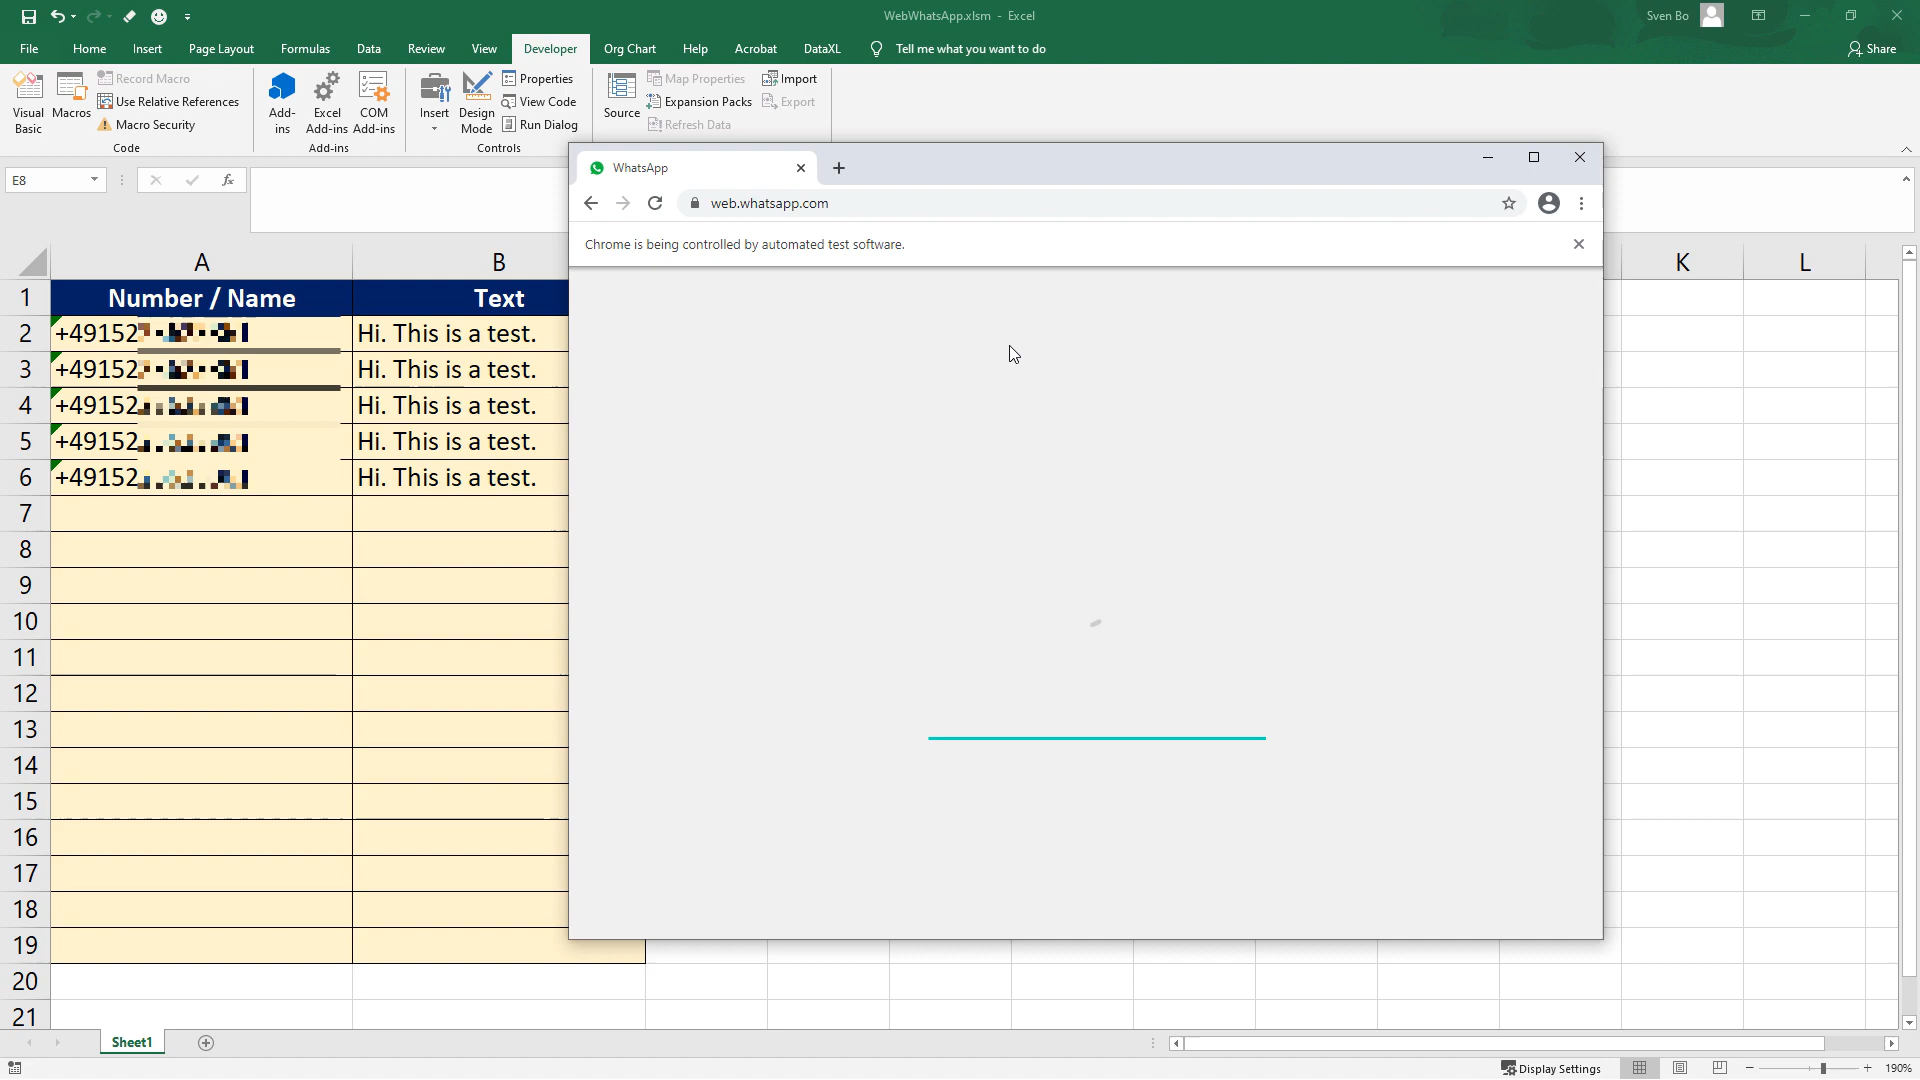 WebWhatsApp.xlsm - Excel
Sven Bo
File Home Insert Page Layout Formulas Data Review View Developer Org Chart Help Acrobat DataXL Tell me what you want to do Share
Visual Basic
Macros
Record Macro
Use Relative References
Macro Security
Code
Add-ins
Excel Add-ins
COM Add-ins
Add-ins
Insert
Design Mode
Properties
View Code
Run Dialog
Controls
Source
Map Properties
Expansion Packs
Refresh Data
Import
Export
E8
fx
WhatsApp
web.whatsapp.com
Chrome is being controlled by automated test software.
A B K L
1 Number / Name Text
2 +49152 Hi. This is a test.
3 +49152 Hi. This is a test.
4 +49152 Hi. This is a test.
5 +49152 Hi. This is a test.
6 +49152 Hi. This is a test.
7
8
9
10
11
12
13
14
15
16
17
18
19
20
21
Sheet1
Display Settings
190%